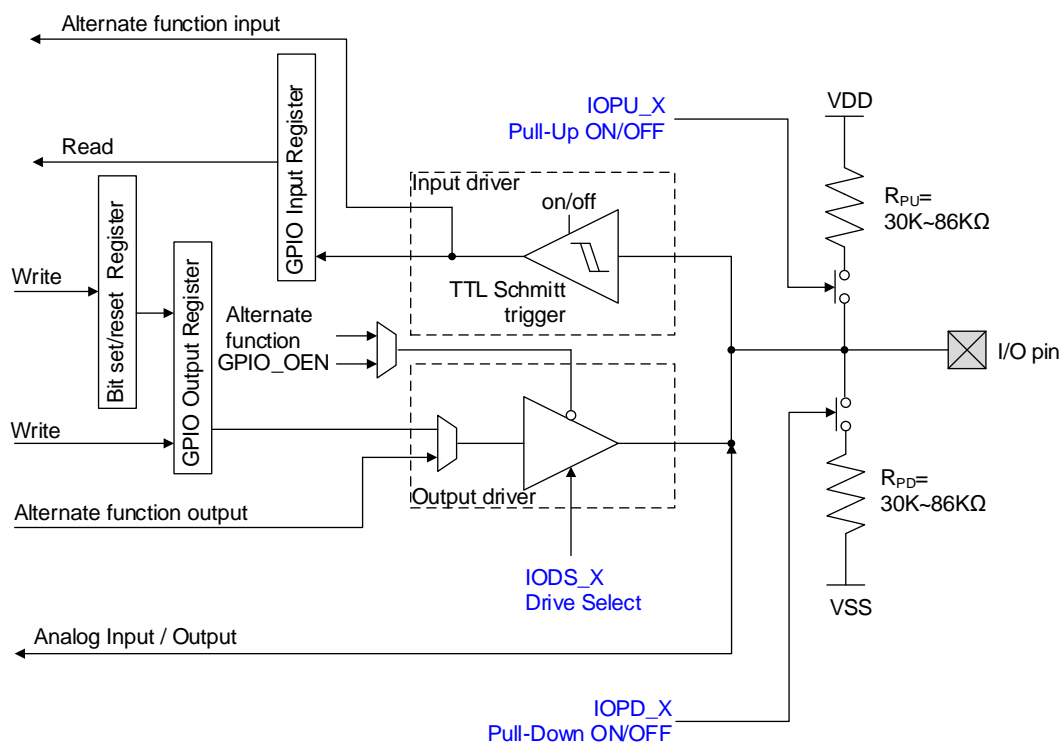 Alternate function input
Read
Write
Bit set/reset Register
GPIO Output Register
GPIO Input Register
Write
Alternate function output
Analog Input / Output
Input driver
on/off
TTL Schmitt
trigger
Alternate
function
GPIO_OEN
Output driver
IODS_X
Drive Select
IOPU_X
Pull-Up ON/OFF
VDD
RPU=
30K~86KΩ
I/O pin
RPD=
30K~86KΩ
VSS
IOPD_X
Pull-Down ON/OFF